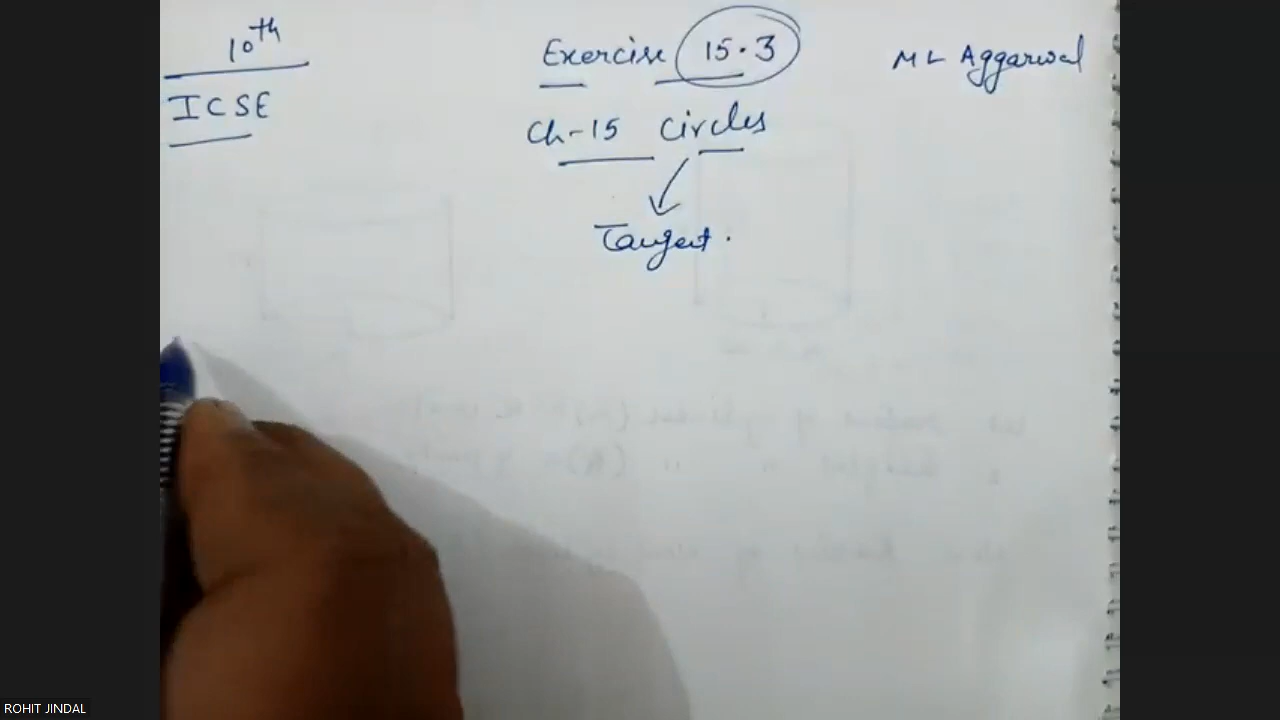 10th
ICSE
Exercise 15.3
Ch-15 Circles
Tangent.
ML Aggarwal
ROHIT JINDAL